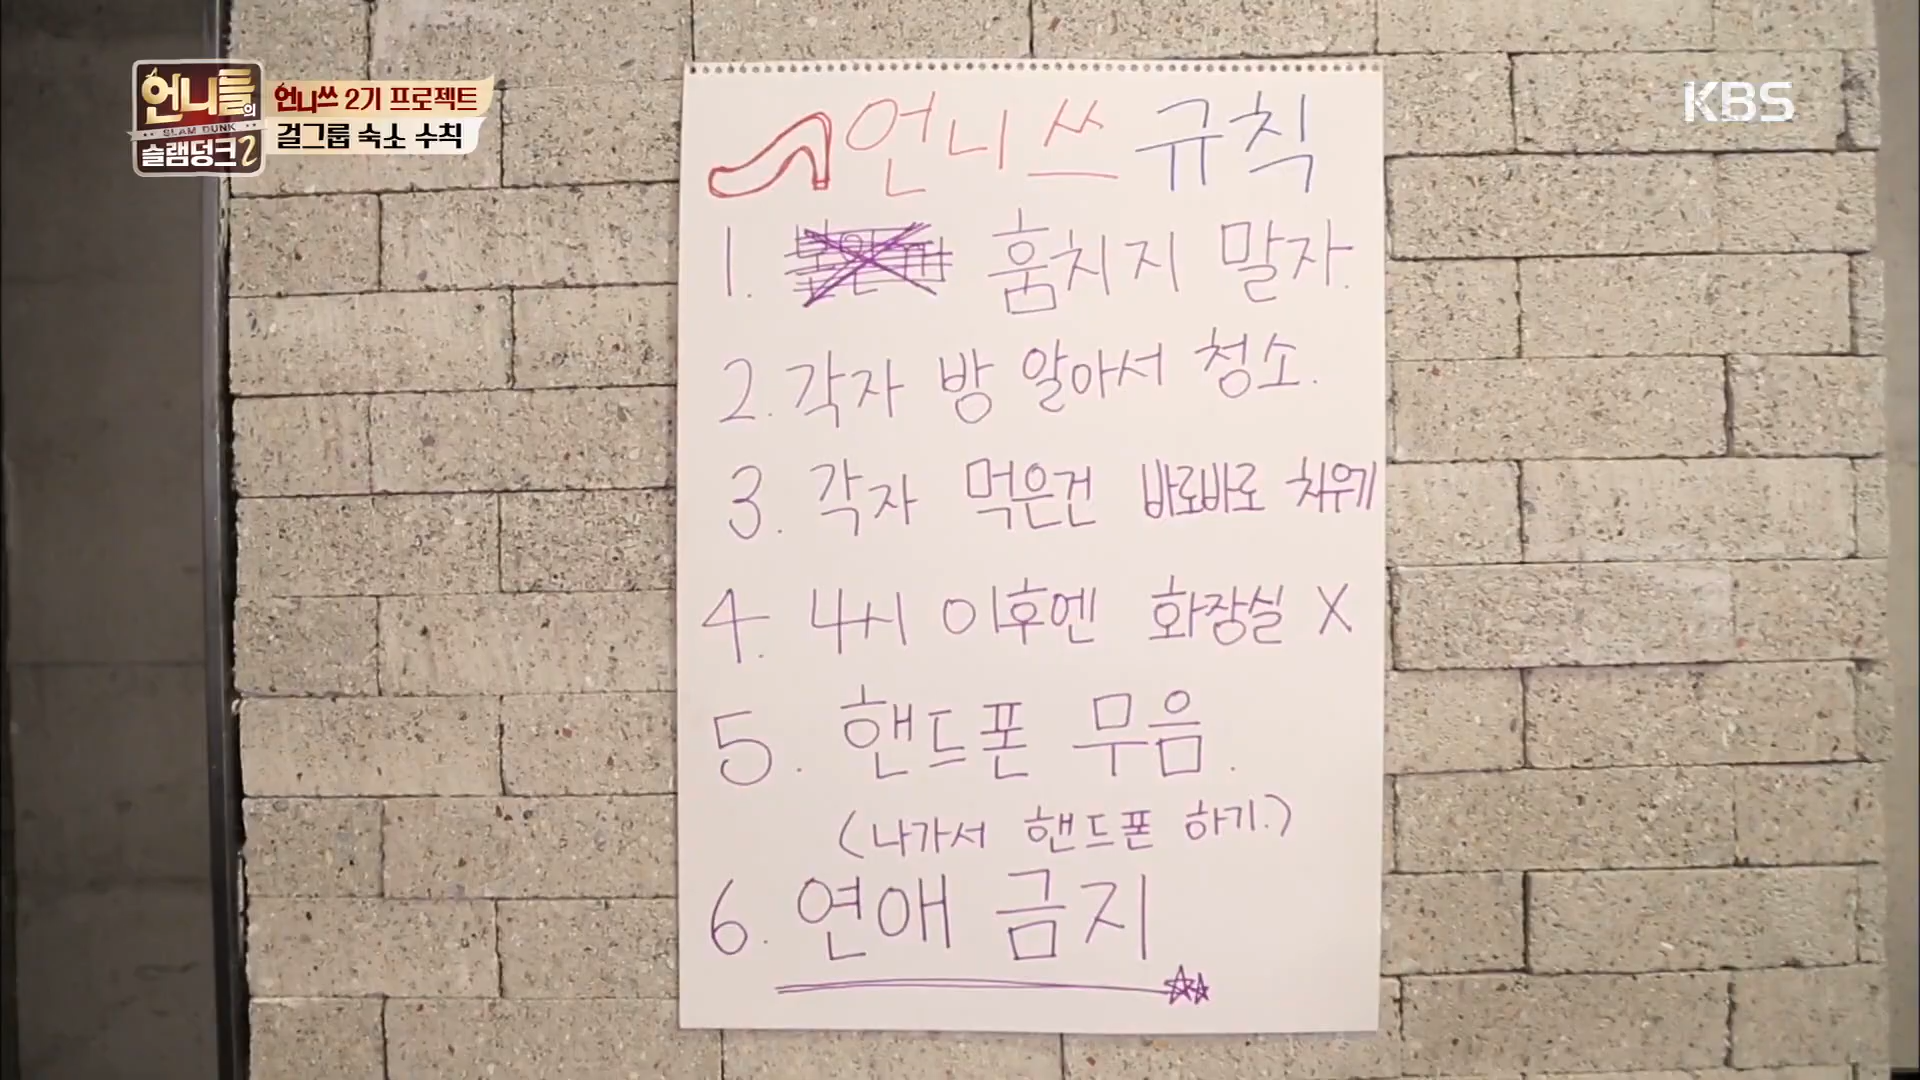 언니들의
SLAM DUNK
슬램덩크2
언니쓰 2기 프로젝트
걸그룹 숙소 수칙
KBS
언니쓰 규칙
1. 훔치지 말자.
2. 각자 방 알아서 청소.
3. 각자 먹은건 바로바로 치우기
4. 4시 이후엔 화장실 X
5. 핸드폰 무음.
(나가서 핸드폰 하기.)
6. 연애 금지